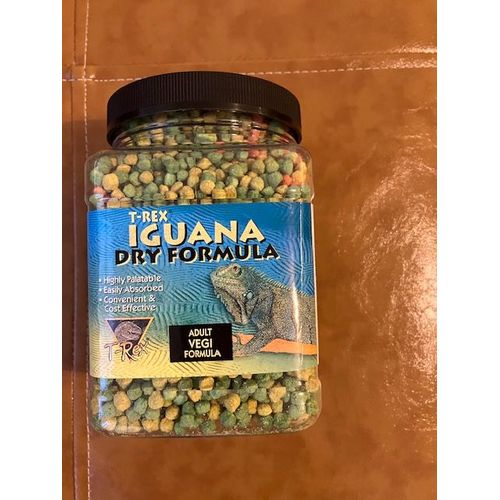 T-REX
IGUANA
DRY FORMULA
• Highly Palatable
• Easily Absorbed
• Convenient &
Cost Effective
T-Rex
ADULT
VEGI
FORMULA